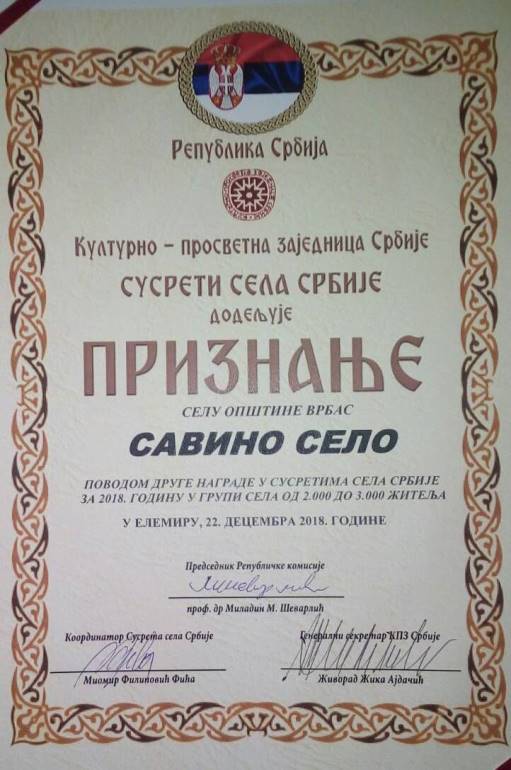 Република Србија
Културно – просветна заједница Србије
СУСРЕТИ СЕЛА СРБИЈЕ
додељује
ПРИЗНАЊЕ
СЕЛУ ОПШТИНЕ ВРБАС
САВИНО СЕЛО
ПОВОДОМ ДРУГЕ НАГРАДЕ У СУСРЕТИМА СЕЛА СРБИЈЕ
ЗА 2018. ГОДИНУ У ГРУПИ СЕЛА ОД 2.000 ДО 3.000 ЖИТЕЉА
У ЕЛЕМИРУ, 22. ДЕЦЕМБРА 2018. ГОДИНЕ
Председник Републичке комисије
проф. др Миладин М. Шеварлић
Координатор Сусрета села Србије
Миомир Филиповић Фића
Генерални секретар КПЗ Србије
Живорад Жика Ајдачић